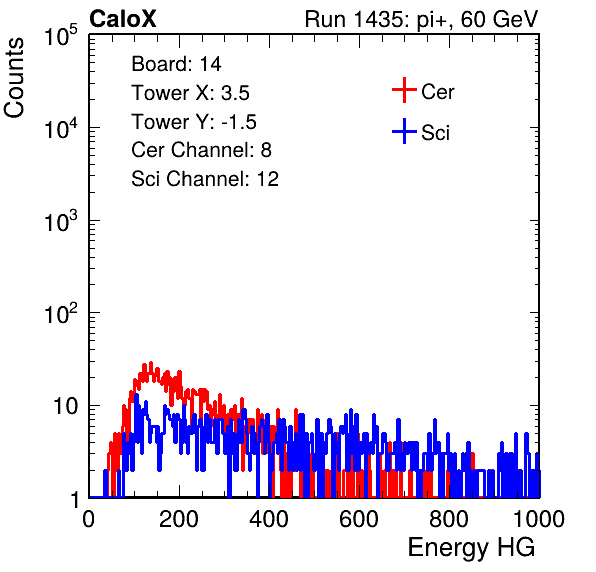 CaloX Run 1435: pi+, 60 GeV
Counts
Board: 14
Tower X: 3.5
Tower Y: -1.5
Cer Channel: 8
Sci Channel: 12
Cer
Sci
10^5
10^4
10^3
10^2
10
1
0 200 400 600 800 1000
Energy HG